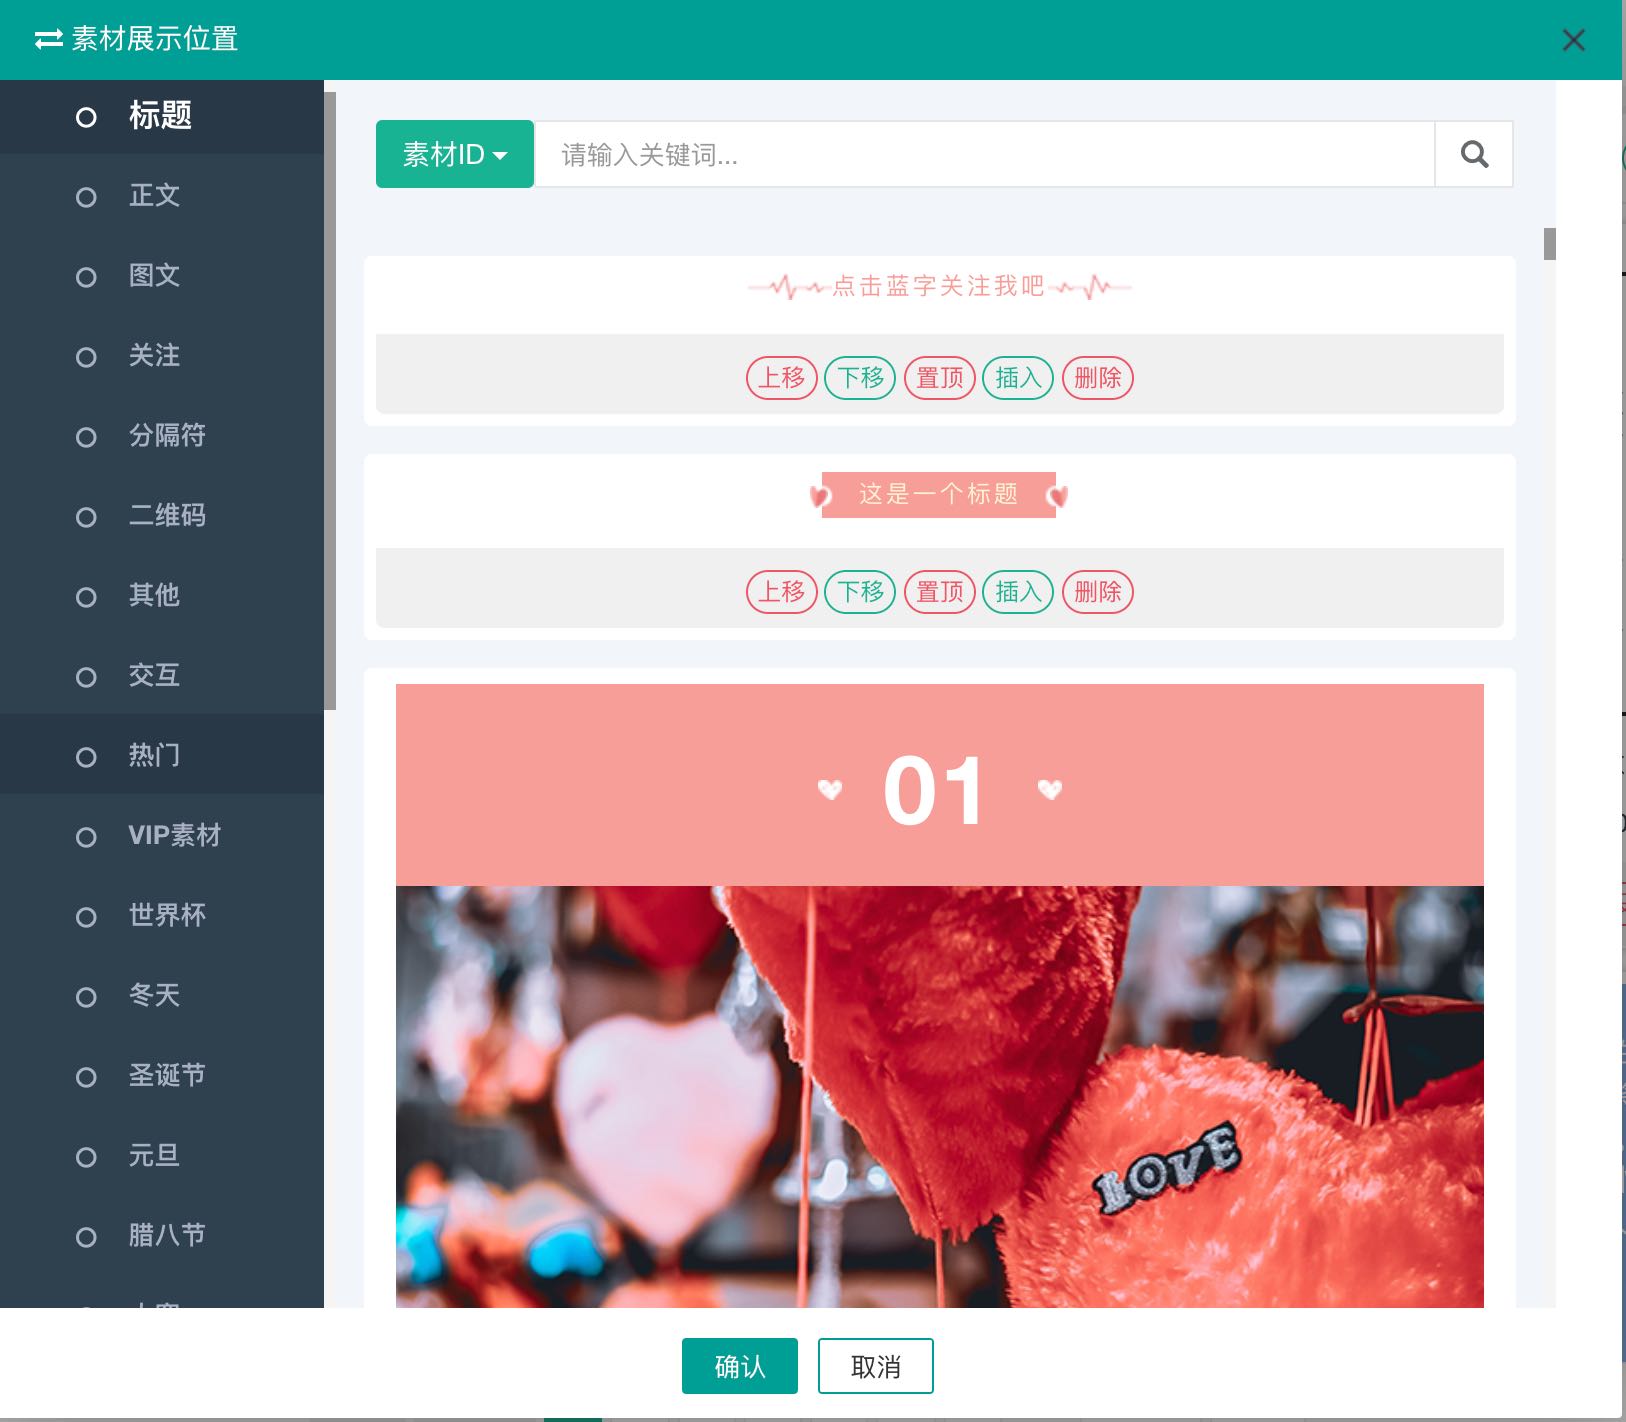 素材展示位置
标题
正文
图文
关注
分隔符
二维码
其他
交互
热门
VIP素材
世界杯
冬天
圣诞节
元旦
腊八节
素材ID
请输入关键词...
点击蓝字关注我吧
上移 下移 置顶 插入 删除
这是一个标题
上移 下移 置顶 插入 删除
01
LOVE
确认 取消